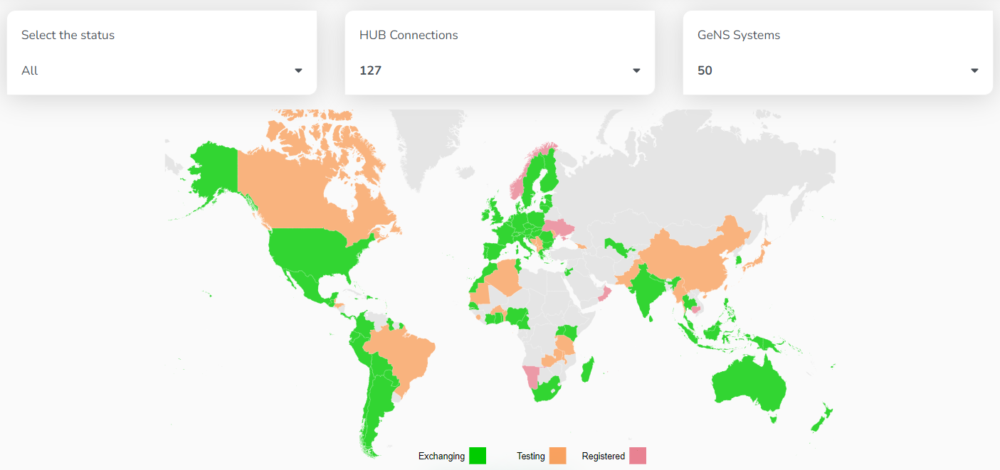 Select the status
All
HUB Connections
127
GeNS Systems
50
Exchanging
Testing
Registered